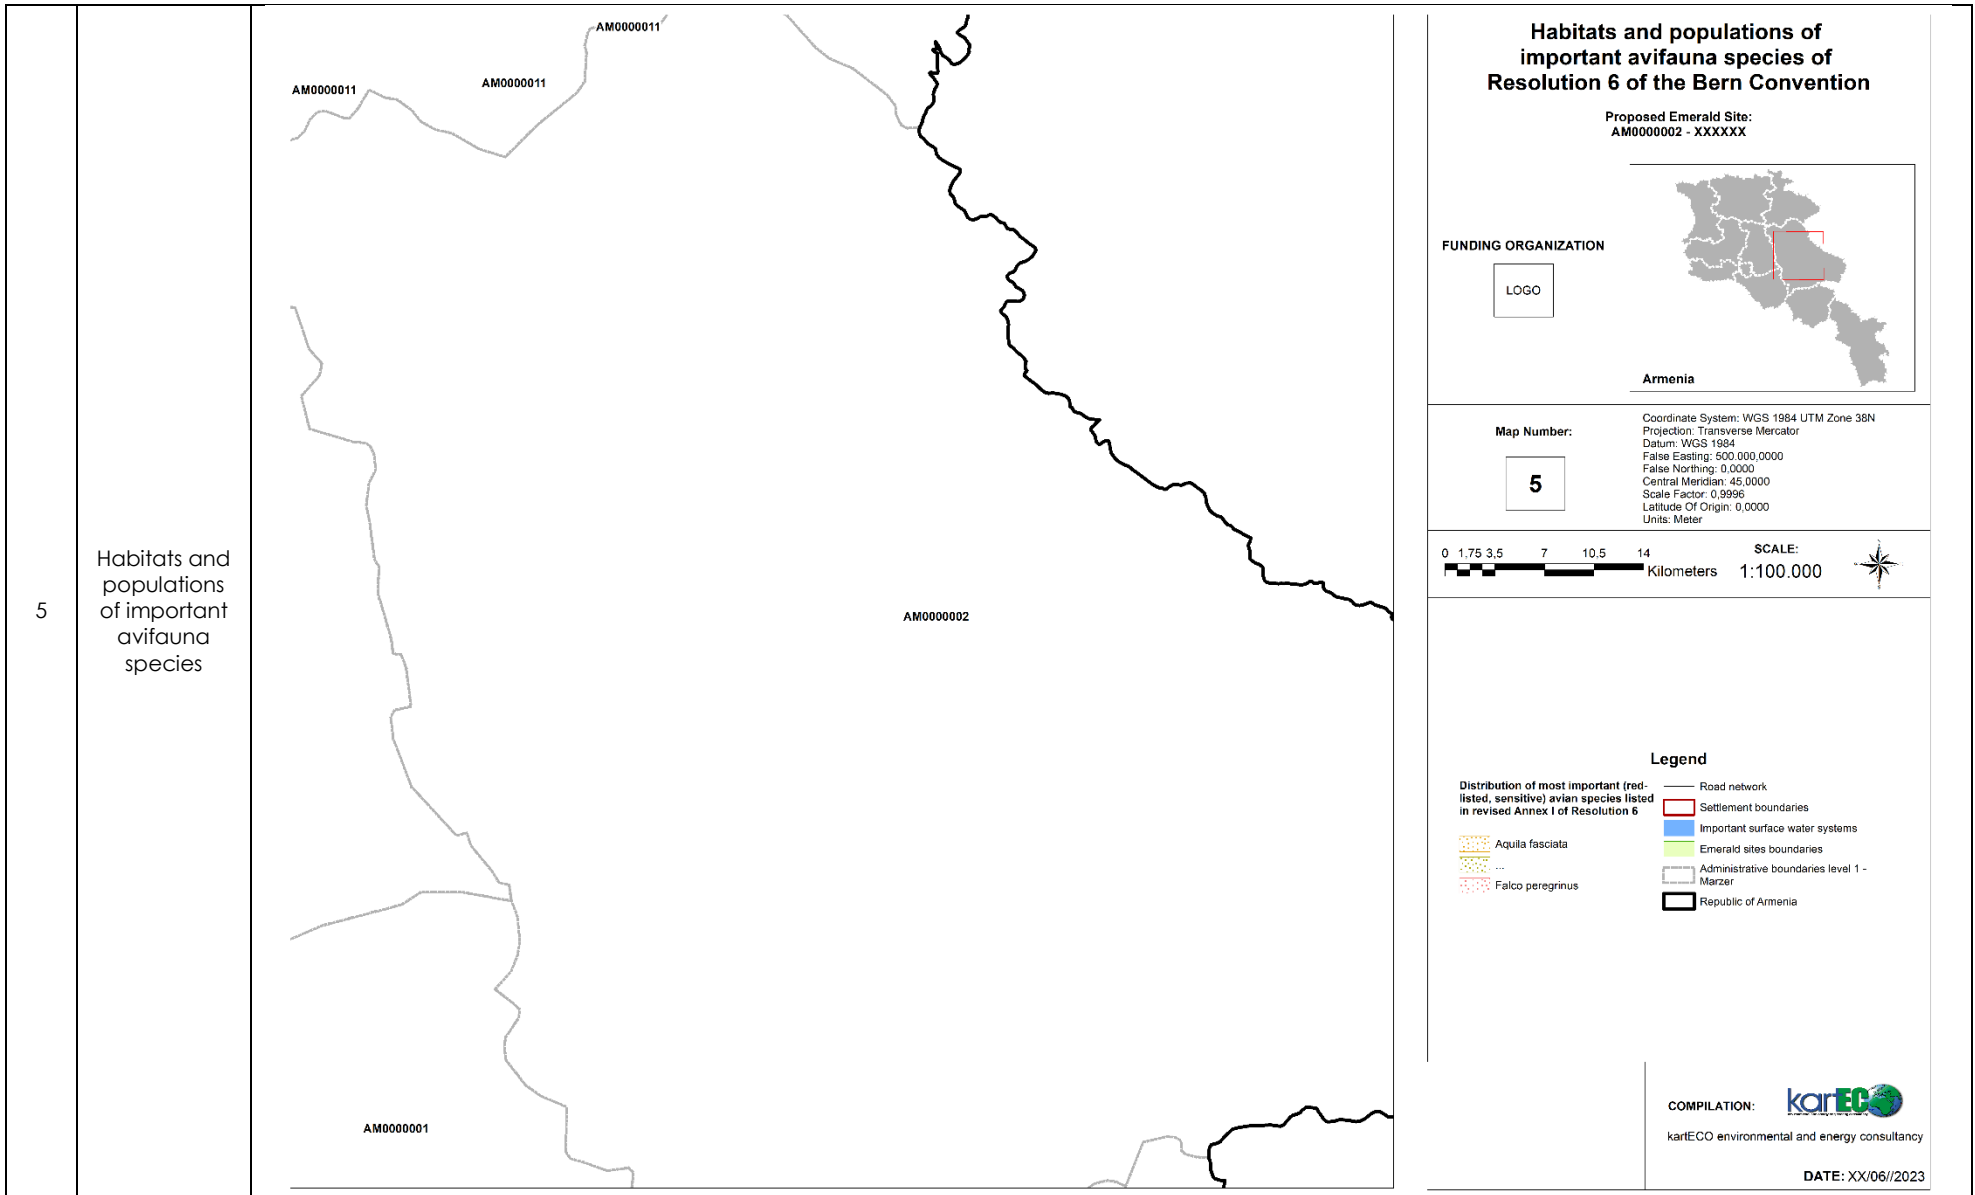 5
Habitats and
populations
of important
avifauna
species
AM0000011
AM0000011
AM0000011
AM0000002
AM0000001
Habitats and populations of
important avifauna species of
Resolution 6 of the Bern Convention
Proposed Emerald Site:
AM0000002 - XXXXXX
FUNDING ORGANIZATION
LOGO
Armenia
Map Number:
5
Coordinate System: WGS 1984 UTM Zone 38N
Projection: Transverse Mercator
Datum: WGS 1984
False Easting: 500.000,0000
False Northing: 0,0000
Central Meridian: 45,0000
Scale Factor: 0,9996
Latitude Of Origin: 0,0000
Units: Meter
0 1,75 3,5 7 10,5 14
Kilometers
SCALE:
1:100.000
Legend
Distribution of most important (red-
listed, sensitive) avian species listed
in revised Annex I of Resolution 6
Aquila fasciata
...
Falco peregrinus
Road network
Settlement boundaries
Important surface water systems
Emerald sites boundaries
Administrative boundaries level 1 -
Marzer
Republic of Armenia
COMPILATION:
kartECO
kartECO environmental and energy consultancy
DATE: XX/06//2023